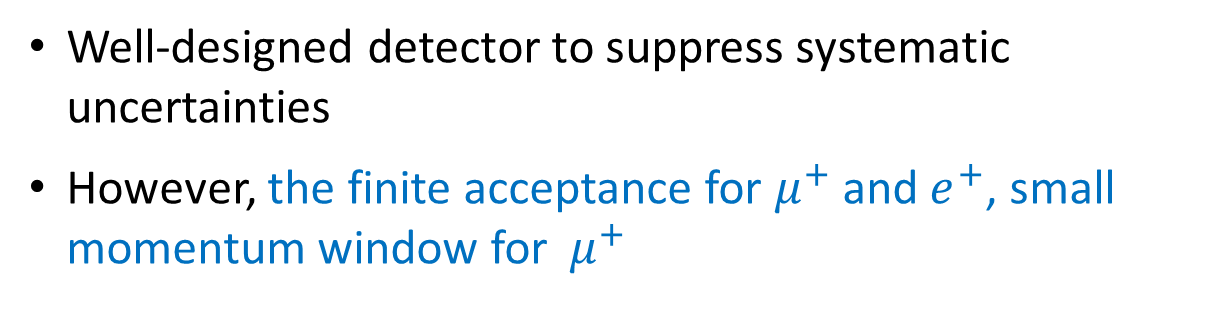 • Well-designed detector to suppress systematic
uncertainties
• However, the finite acceptance for μ⁺ and e⁺, small
momentum window for μ⁺